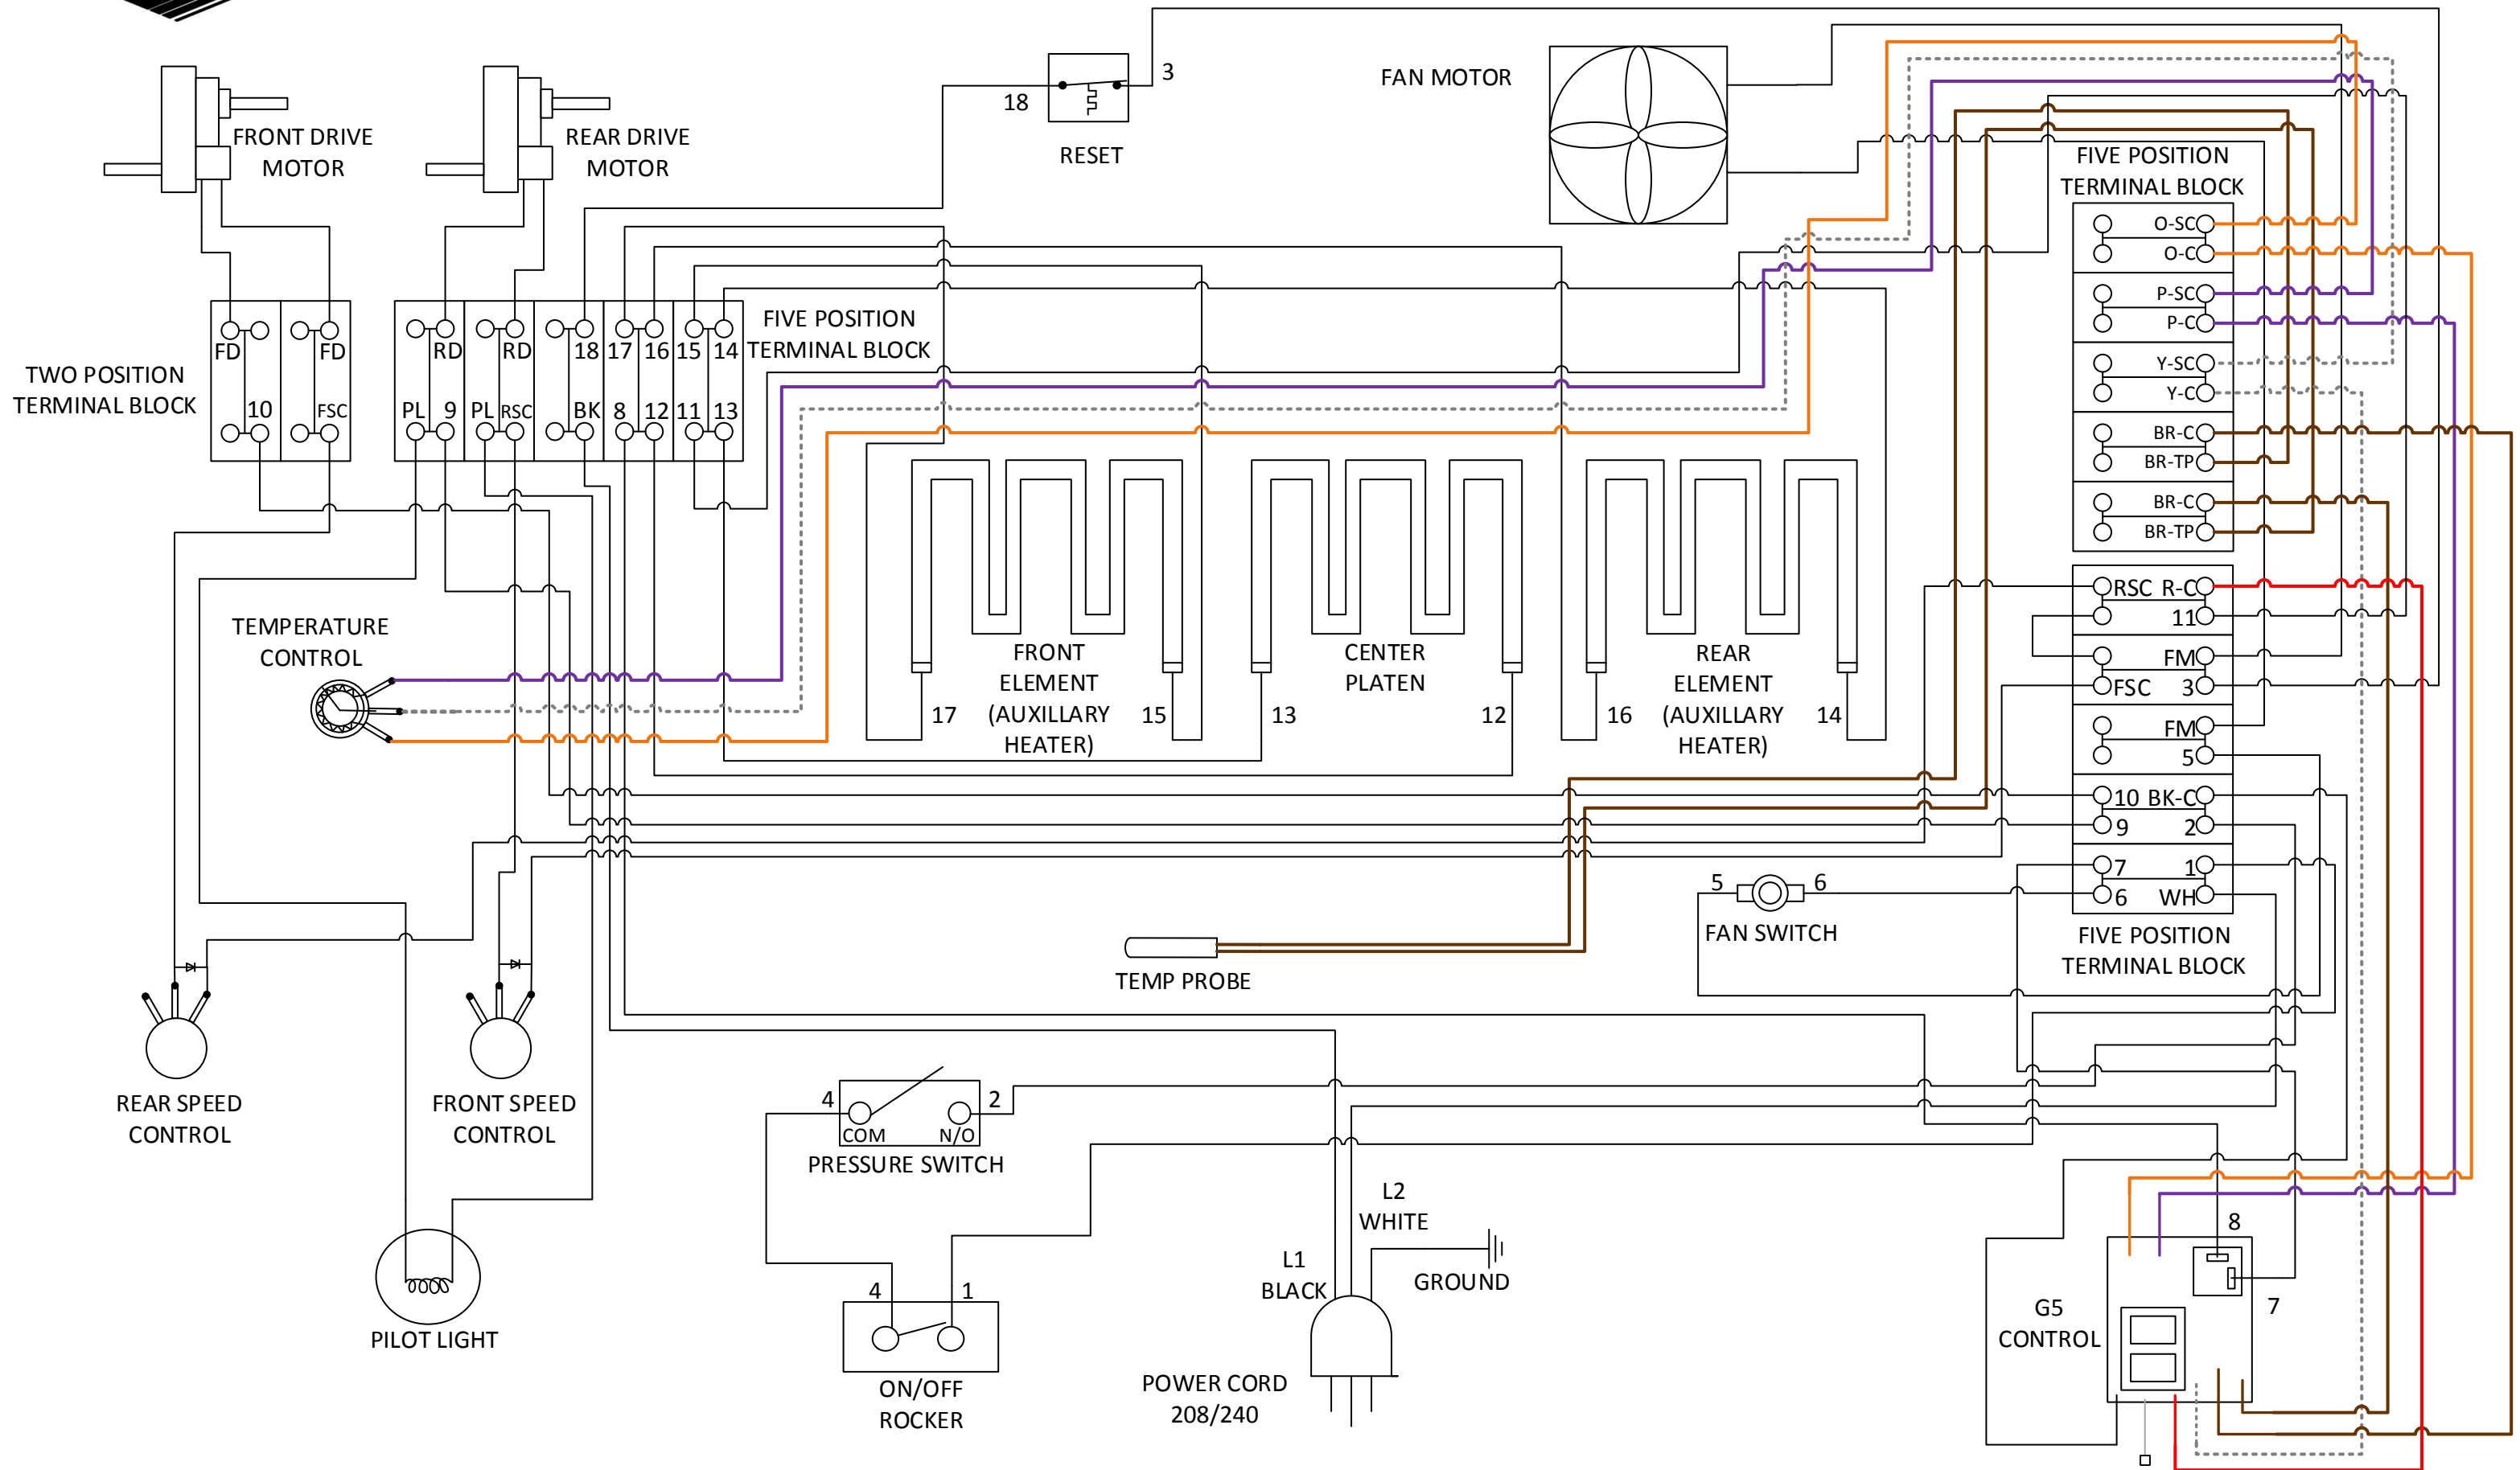 3
18
RESET
FAN MOTOR
FRONT DRIVE
MOTOR
REAR DRIVE
MOTOR
FIVE POSITION
TERMINAL BLOCK
O-SC
O-C
P-SC
P-C
Y-SC
Y-C
BR-C
BR-TP
BR-C
BR-TP
TWO POSITION
TERMINAL BLOCK
FD
FD
10
FSC
RD
RD
18
17
16
15
14
PL
9
PL
RSC
BK
8
12
11
13
FIVE POSITION
TERMINAL BLOCK
TEMPERATURE
CONTROL
FRONT
ELEMENT
(AUXILLARY
HEATER)
17
15
CENTER
PLATEN
13
12
REAR
ELEMENT
(AUXILLARY
HEATER)
16
14
RSC R-C
11
FM
FSC 3
FM
5
10 BK-C
9 2
7 1
6 WH
FIVE POSITION
TERMINAL BLOCK
5
6
FAN SWITCH
TEMP PROBE
REAR SPEED
CONTROL
FRONT SPEED
CONTROL
4
2
COM
N/O
PRESSURE SWITCH
PILOT LIGHT
4
1
ON/OFF
ROCKER
L2
WHITE
L1
BLACK
GROUND
POWER CORD
208/240
8
7
G5
CONTROL